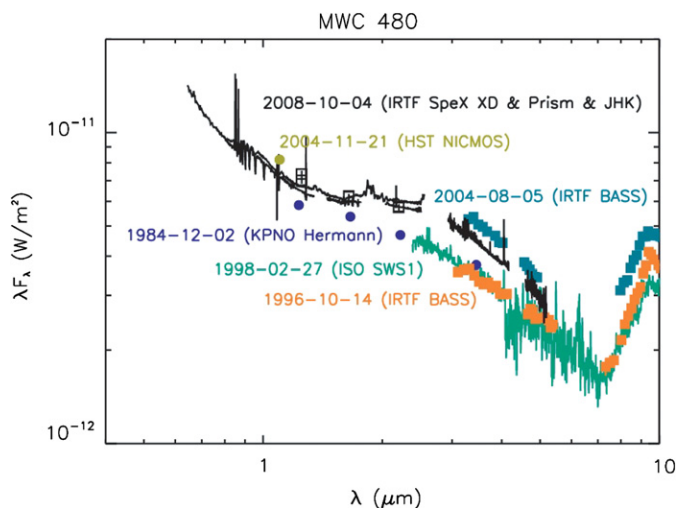 MWC 480
2008-10-04 (IRTF SpeX XD & Prism & JHK)
2004-11-21 (HST NICMOS)
2004-08-05 (IRTF BASS)
1984-12-02 (KPNO Hermann)
1998-02-27 (ISO SWS1)
1996-10-14 (IRTF BASS)
λFλ (W/m²)
10⁻¹¹
10⁻¹²
1
10
λ (μm)